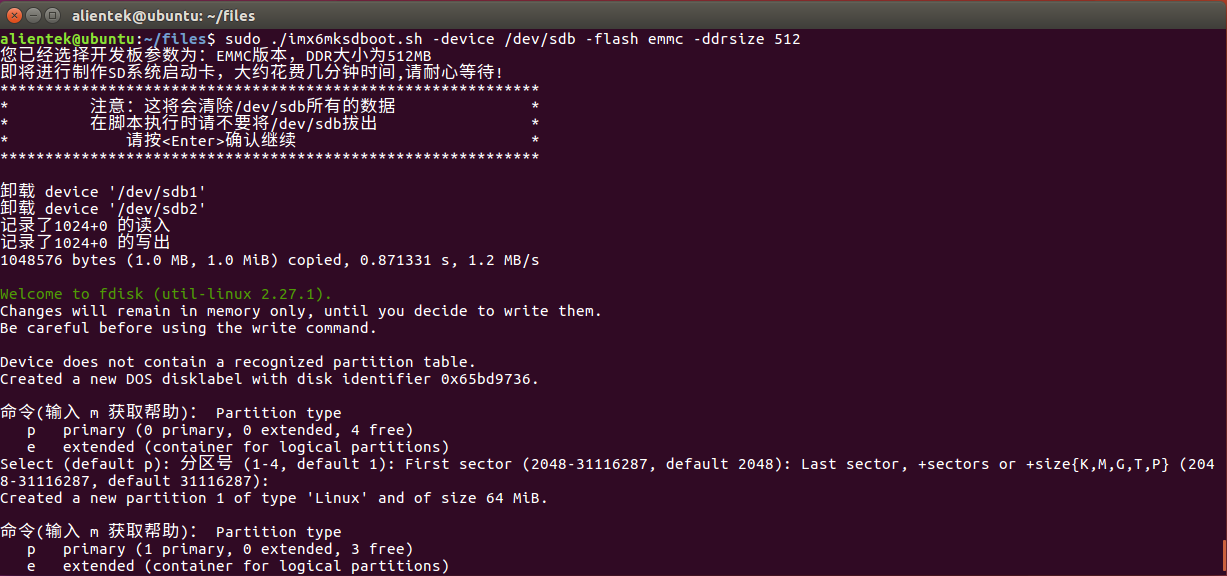 alientek@ubuntu: ~/files
alientek@ubuntu:~/files$ sudo ./imx6mksdboot.sh -device /dev/sdb -flash emmc -ddrsize 512
您已经选择开发板参数为：EMMC版本，DDR大小为512MB
即将进行制作SD系统启动卡，大约花费几分钟时间,请耐心等待!
************************************************************
*         注意：这将会清除/dev/sdb所有的数据               *
*         在脚本执行时请不要将/dev/sdb拔出                 *
*             请按<Enter>确认继续                          *
************************************************************
卸载 device '/dev/sdb1'
卸载 device '/dev/sdb2'
记录了1024+0 的读入
记录了1024+0 的写出
1048576 bytes (1.0 MB, 1.0 MiB) copied, 0.871331 s, 1.2 MB/s
Welcome to fdisk (util-linux 2.27.1).
Changes will remain in memory only, until you decide to write them.
Be careful before using the write command.
Device does not contain a recognized partition table.
Created a new DOS disklabel with disk identifier 0x65bd9736.
命令(输入 m 获取帮助)： Partition type
   p   primary (0 primary, 0 extended, 4 free)
   e   extended (container for logical partitions)
Select (default p): 分区号 (1-4, default 1): First sector (2048-31116287, default 2048): Last sector, +sectors or +size{K,M,G,T,P} (204
8-31116287, default 31116287):
Created a new partition 1 of type 'Linux' and of size 64 MiB.
命令(输入 m 获取帮助)： Partition type
   p   primary (1 primary, 0 extended, 3 free)
   e   extended (container for logical partitions)